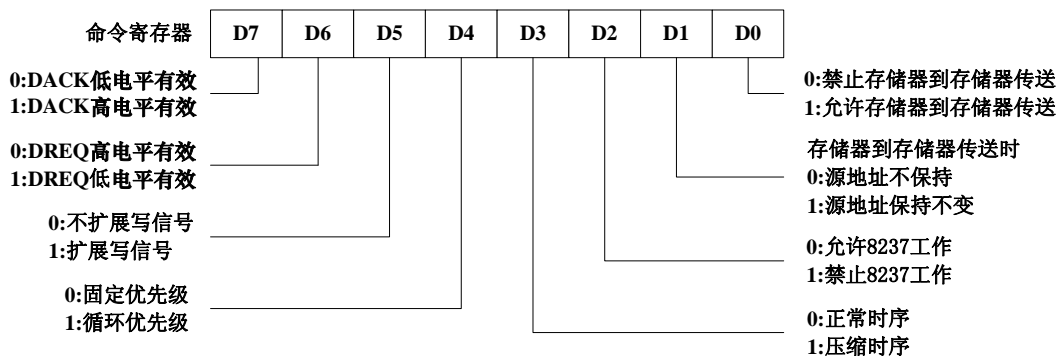 命令寄存器 D7 D6 D5 D4 D3 D2 D1 D0
0:DACK低电平有效
1:DACK高电平有效
0:DREQ高电平有效
1:DREQ低电平有效
0:不扩展写信号
1:扩展写信号
0:固定优先级
1:循环优先级
0:禁止存储器到存储器传送
1:允许存储器到存储器传送
存储器到存储器传送时
0:源地址不保持
1:源地址保持不变
0:允许8237工作
1:禁止8237工作
0:正常时序
1:压缩时序